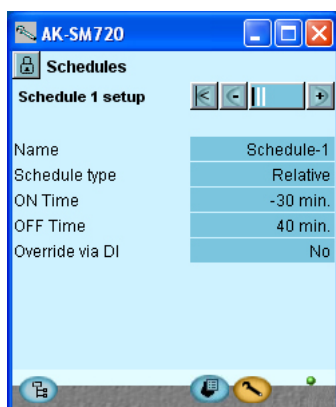 AK-SM720
Schedules
Schedule 1 setup
Name Schedule-1
Schedule type Relative
ON Time -30 min.
OFF Time 40 min.
Override via DI No